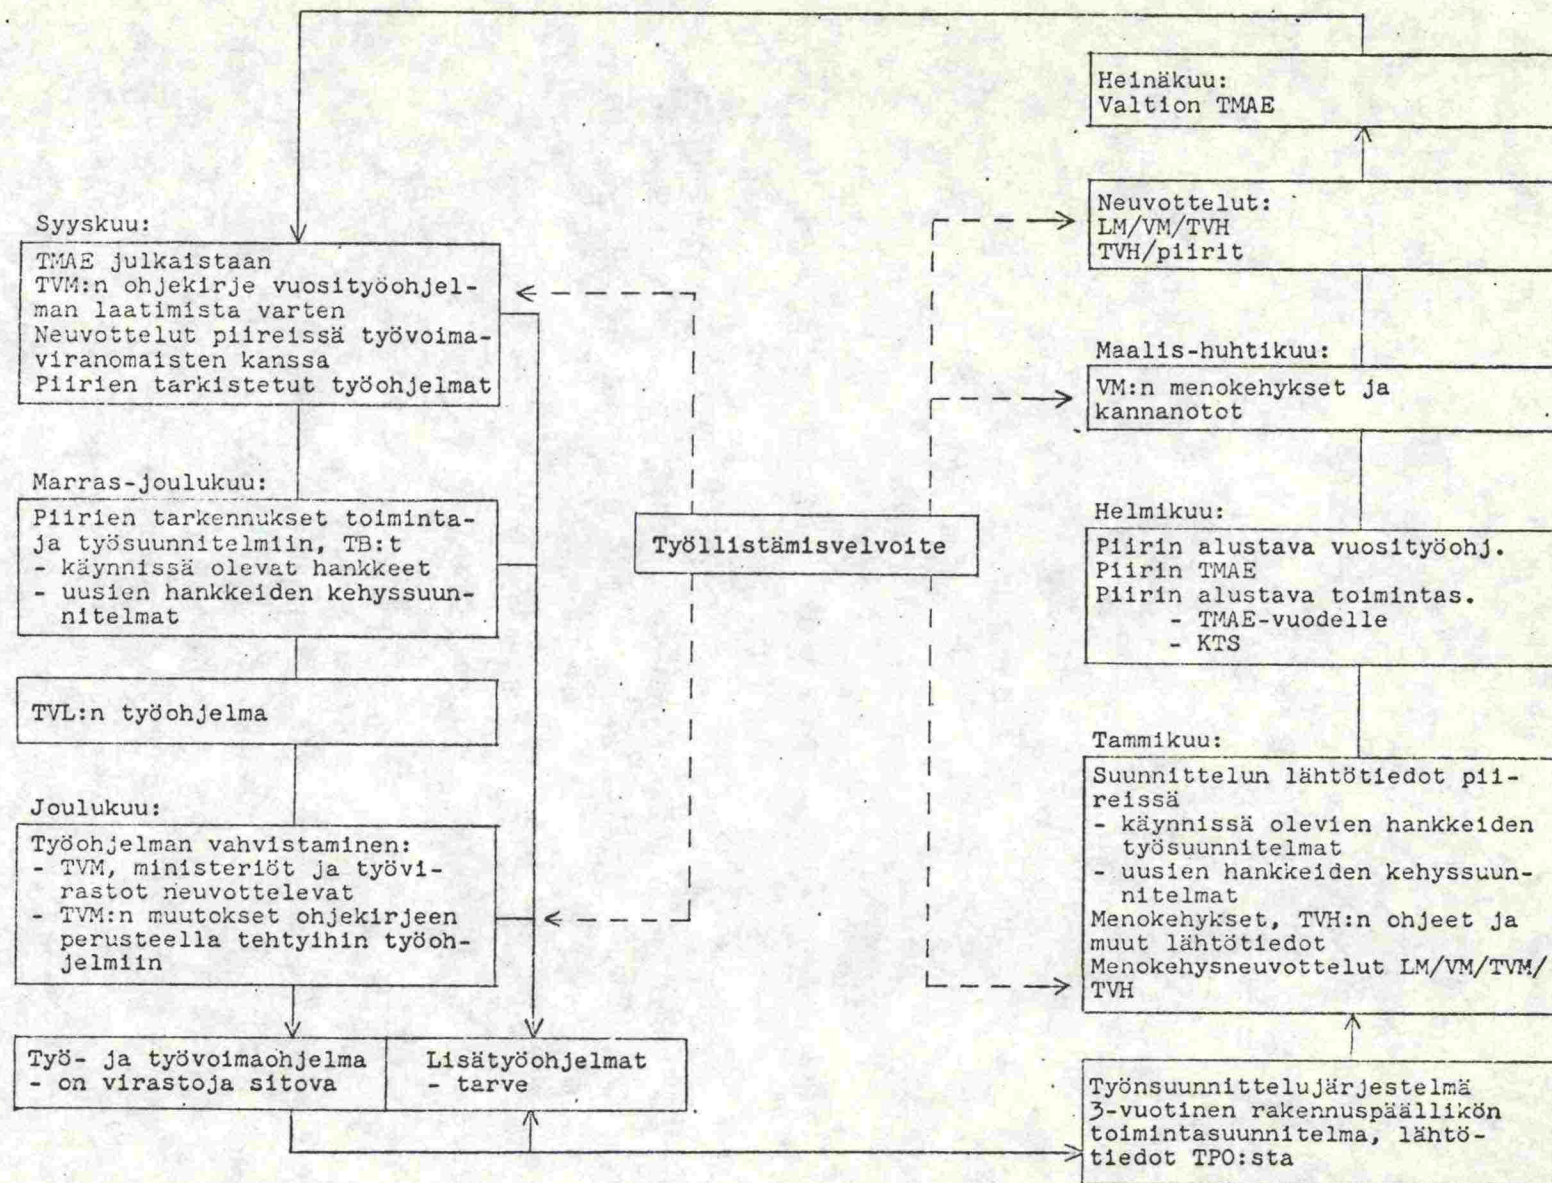 Syyskuu:
TMAE julkaistaan
TVM:n ohjekirje vuosityöohjel-
man laatimista varten
Neuvottelut piireissä työvoima-
viranomaisten kanssa
Piirien tarkistetut työohjelmat
Marras-joulukuu:
Piirien tarkennukset toiminta-
ja työsuunnitelmiin, TB:t
- käynnissä olevat hankkeet
- uusien hankkeiden kehyssuun-
nitelmat
TVL:n työohjelma
Joulukuu:
Työohjelman vahvistaminen:
- TVM, ministeriöt ja työvi-
rastot neuvottelevat
- TVM:n muutokset ohjekirjeen
perusteella tehtyihin työoh-
jelmiin
Työ- ja työvoimaohjelma
- on virastoja sitova
Lisätyöohjelmat
- tarve
Työllistämisvelvoite
Heinäkuu:
Valtion TMAE
Neuvottelut:
LM/VM/TVH
TVH/piirit
Maalis-huhtikuu:
VM:n menokehykset ja
kannanotot
Helmikuu:
Piirin alustava vuosityöohj.
Piirin TMAE
Piirin alustava toimintas.
- TMAE-vuodelle
- KTS
Tammikuu:
Suunnittelun lähtötiedot pii-
reissä
- käynnissä olevien hankkeiden
työsuunnitelmat
- uusien hankkeiden kehyssuun-
nitelmat
Menokehykset, TVH:n ohjeet ja
muut lähtötiedot
Menokehysneuvottelut LM/VM/TVM/
TVH
Työnsuunnittelujärjestelmä
3-vuotinen rakennuspäällikön
toimintasuunnitelma, lähtö-
tiedot TPO:sta